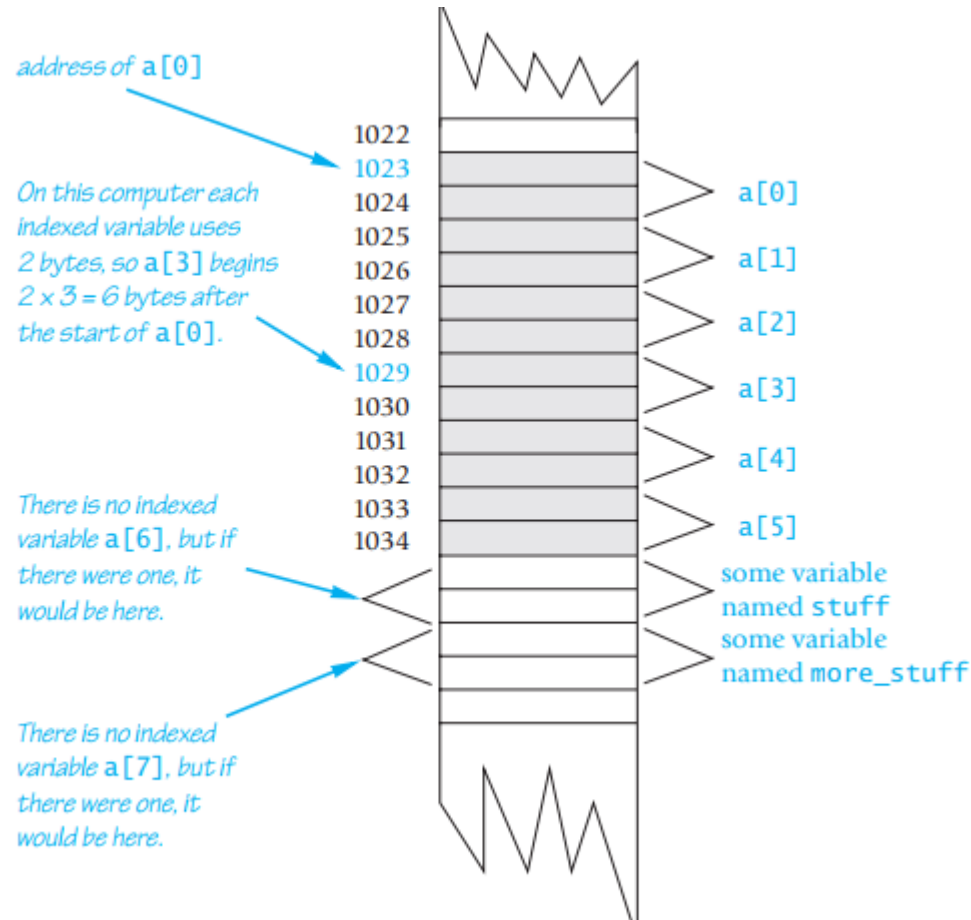 address of a[0]
On this computer each
indexed variable uses
2 bytes, so a[3] begins
2 x 3 = 6 bytes after
the start of a[0].
There is no indexed
variable a[6], but if
there were one, it
would be here.
There is no indexed
variable a[7], but if
there were one, it
would be here.
1022
1023
1024
1025
1026
1027
1028
1029
1030
1031
1032
1033
1034
a[0]
a[1]
a[2]
a[3]
a[4]
a[5]
some variable
named stuff
some variable
named more_stuff